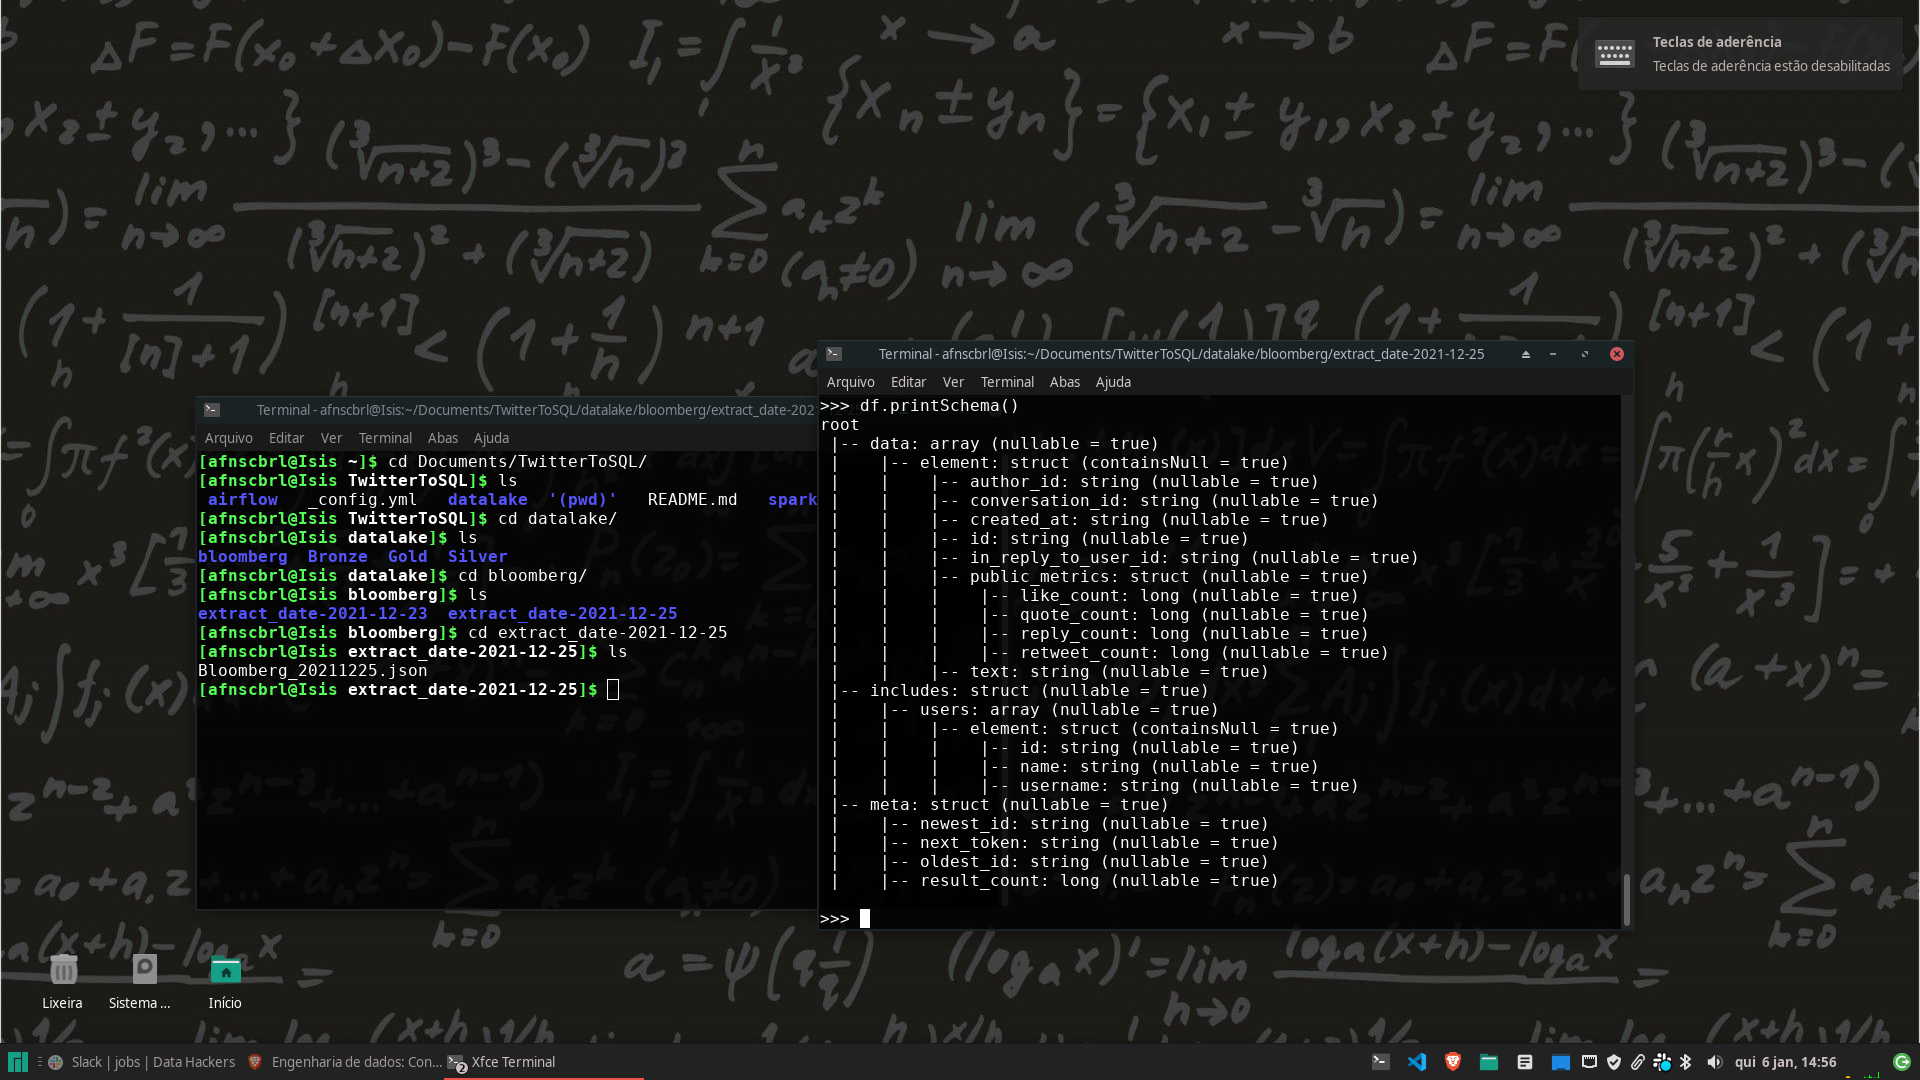 Teclas de aderência
Teclas de aderência estão desabilitadas
Terminal - afnscbrl@Isis:~/Documents/TwitterToSQL/datalake/bloomberg/extract_date-202
Arquivo Editar Ver Terminal Abas Ajuda
[afnscbrl@Isis ~]$ cd Documents/TwitterToSQL/
[afnscbrl@Isis TwitterToSQL]$ ls
airflow _config.yml datalake '(pwd)' README.md spark
[afnscbrl@Isis TwitterToSQL]$ cd datalake/
[afnscbrl@Isis datalake]$ ls
bloomberg Bronze Gold Silver
[afnscbrl@Isis datalake]$ cd bloomberg/
[afnscbrl@Isis bloomberg]$ ls
extract_date-2021-12-23 extract_date-2021-12-25
[afnscbrl@Isis bloomberg]$ cd extract_date-2021-12-25
[afnscbrl@Isis extract_date-2021-12-25]$ ls
Bloomberg_20211225.json
[afnscbrl@Isis extract_date-2021-12-25]$
Terminal - afnscbrl@Isis:~/Documents/TwitterToSQL/datalake/bloomberg/extract_date-2021-12-25
Arquivo Editar Ver Terminal Abas Ajuda
>>> df.printSchema()
root
 |-- data: array (nullable = true)
 |    |-- element: struct (containsNull = true)
 |    |    |-- author_id: string (nullable = true)
 |    |    |-- conversation_id: string (nullable = true)
 |    |    |-- created_at: string (nullable = true)
 |    |    |-- id: string (nullable = true)
 |    |    |-- in_reply_to_user_id: string (nullable = true)
 |    |    |-- public_metrics: struct (nullable = true)
 |    |    |    |-- like_count: long (nullable = true)
 |    |    |    |-- quote_count: long (nullable = true)
 |    |    |    |-- reply_count: long (nullable = true)
 |    |    |    |-- retweet_count: long (nullable = true)
 |    |    |-- text: string (nullable = true)
 |-- includes: struct (nullable = true)
 |    |-- users: array (nullable = true)
 |    |    |-- element: struct (containsNull = true)
 |    |    |    |-- id: string (nullable = true)
 |    |    |    |-- name: string (nullable = true)
 |    |    |    |-- username: string (nullable = true)
 |-- meta: struct (nullable = true)
 |    |-- newest_id: string (nullable = true)
 |    |-- next_token: string (nullable = true)
 |    |-- oldest_id: string (nullable = true)
 |    |-- result_count: long (nullable = true)
>>>
Lixeira
Sistema ...
Início
Slack | jobs | Data Hackers
Engenharia de dados: Con...
2
Xfce Terminal
qui 6 jan, 14:56